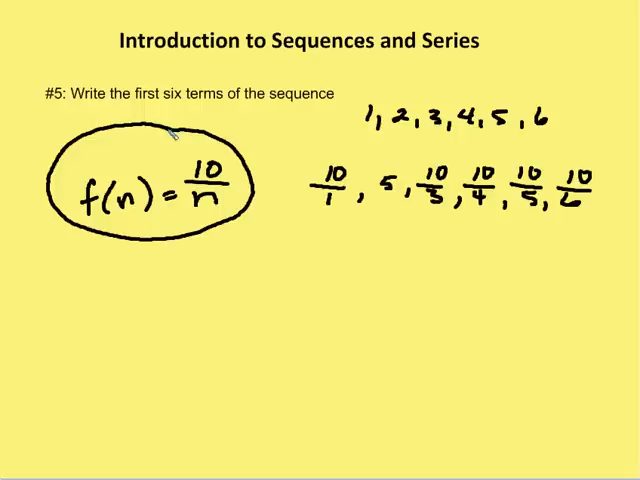 Introduction to Sequences and Series
#5: Write the first six terms of the sequence
1, 2, 3, 4, 5, 6
f(n) = 10/n
10/1, 5, 10/3, 10/4, 10/5, 10/6